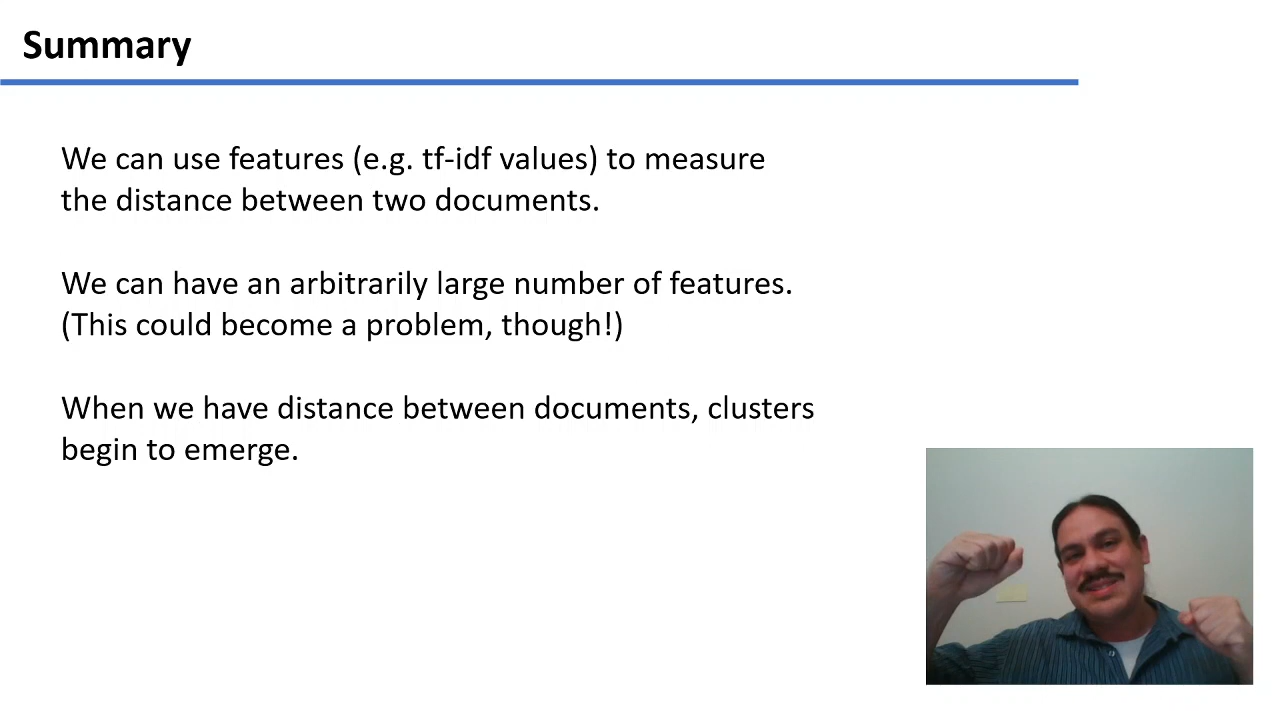 Summary
We can use features (e.g. tf-idf values) to measure
the distance between two documents.
We can have an arbitrarily large number of features.
(This could become a problem, though!)
When we have distance between documents, clusters
begin to emerge.